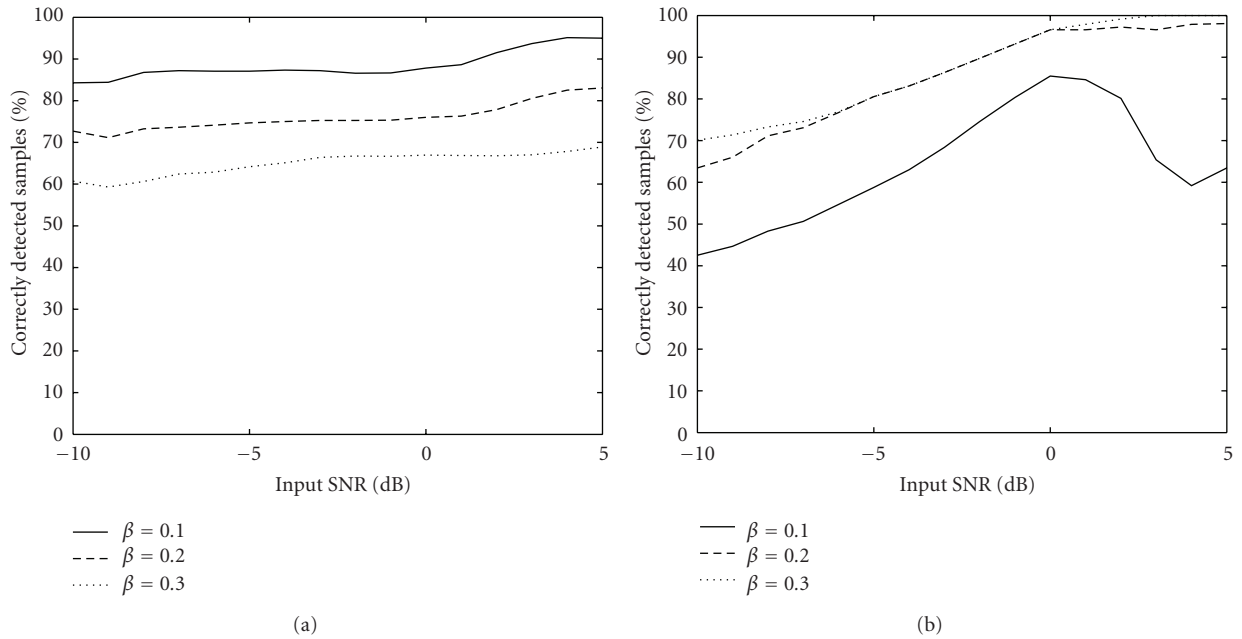 100
90
80
70
60
50
40
30
20
10
0
Correctly detected samples (%)
−10
−5
0
5
Input SNR (dB)
β = 0.1
β = 0.2
β = 0.3
(a)
100
90
80
70
60
50
40
30
20
10
0
Correctly detected samples (%)
−10
−5
0
5
Input SNR (dB)
β = 0.1
β = 0.2
β = 0.3
(b)